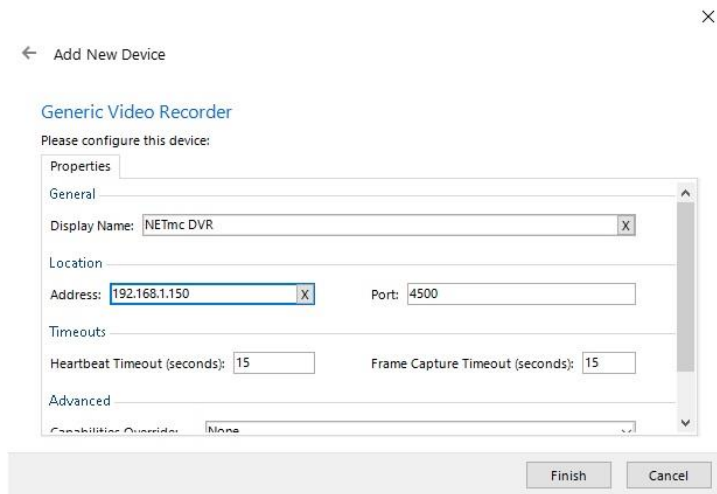 Add New Device
Generic Video Recorder
Please configure this device:
Properties
General
Display Name: NETmc DVR X
Location
Address: 192.168.1.150 X Port: 4500
Timeouts
Heartbeat Timeout (seconds): 15 Frame Capture Timeout (seconds): 15
Advanced
Capabilities Override: None
Finish Cancel